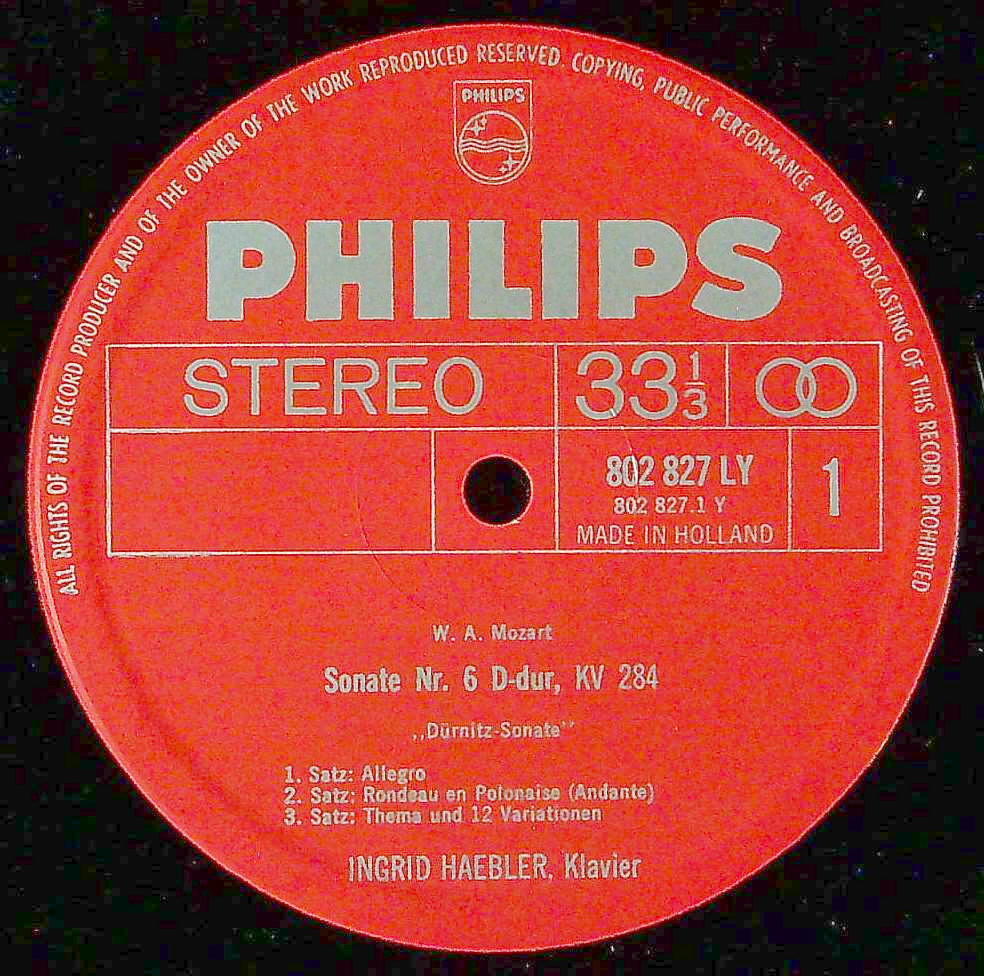 ALL RIGHTS OF THE RECORD PRODUCER AND OF THE OWNER OF THE WORK REPRODUCED RESERVED. COPYING, PUBLIC PERFORMANCE AND BROADCASTING OF THIS RECORD PROHIBITED
PHILIPS
PHILIPS
STEREO
33 1/3
802 827 LY
802 827.1 Y
MADE IN HOLLAND
1
W. A. Mozart
Sonate Nr. 6 D-dur, KV 284
,,Dürnitz-Sonate''
1. Satz: Allegro
2. Satz: Rondeau en Polonaise (Andante)
3. Satz: Thema und 12 Variationen
INGRID HAEBLER, Klavier